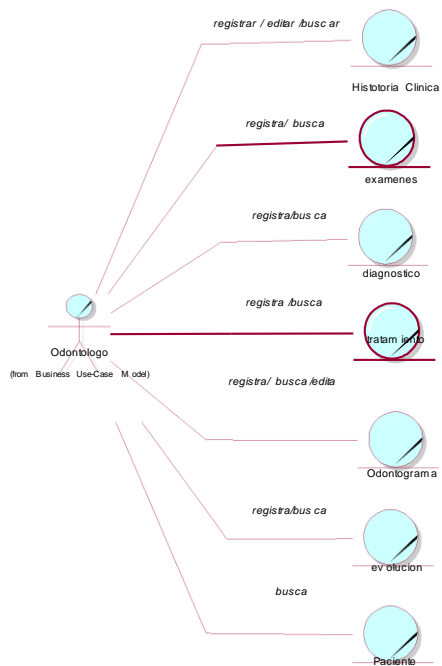 registrar / editar /busc ar
Histotoria Clinica
registra/ busca
examenes
registra/bus ca
diagnostico
registra /busca
tratam iento
Odontologo
(from Business Use-Case M odel)
registra/ busca /edita
Odontograma
registra/bus ca
ev olucion
busca
Paciente